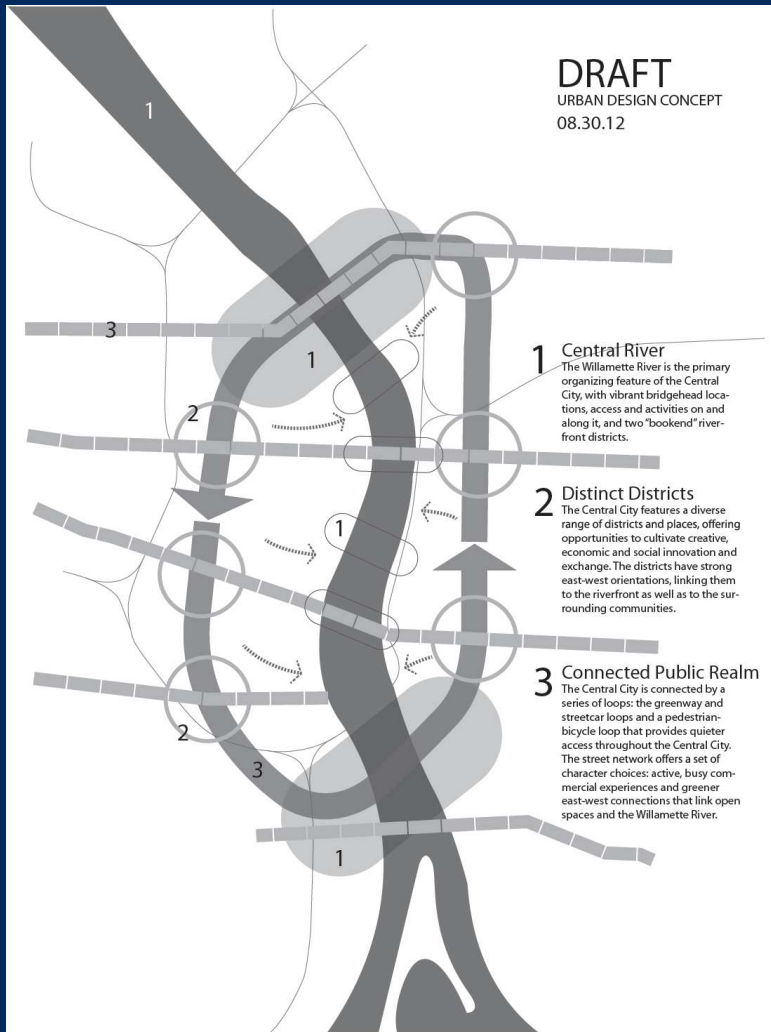 DRAFT
URBAN DESIGN CONCEPT
08.30.12
1
3
1
2
1
2
3
1
1 Central River
The Willamette River is the primary
organizing feature of the Central
City, with vibrant bridgehead loca-
tions, access and activities on and
along it, and two "bookend" river-
front districts.
2 Distinct Districts
The Central City features a diverse
range of districts and places, offering
opportunities to cultivate creative,
economic and social innovation and
exchange. The districts have strong
east-west orientations, linking them
to the riverfront as well as to the sur-
rounding communities.
3 Connected Public Realm
The Central City is connected by a
series of loops: the greenway and
streetcar loops and a pedestrian-
bicycle loop that provides quieter
access throughout the Central City.
The street network offers a set of
character choices: active, busy com-
mercial experiences and greener
east-west connections that link open
spaces and the Willamette River.